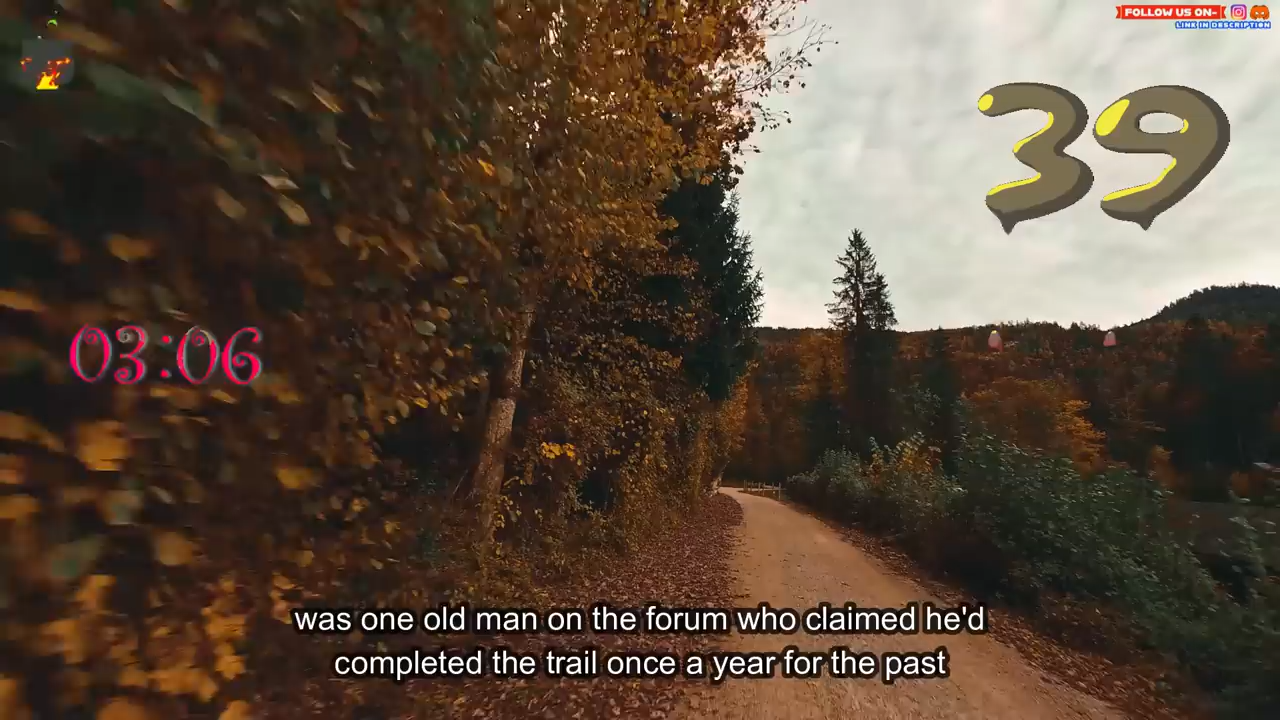 FOLLOW US ON-
LINK IN DESCRIPTION
39
03:06
was one old man on the forum who claimed he'd
completed the trail once a year for the past